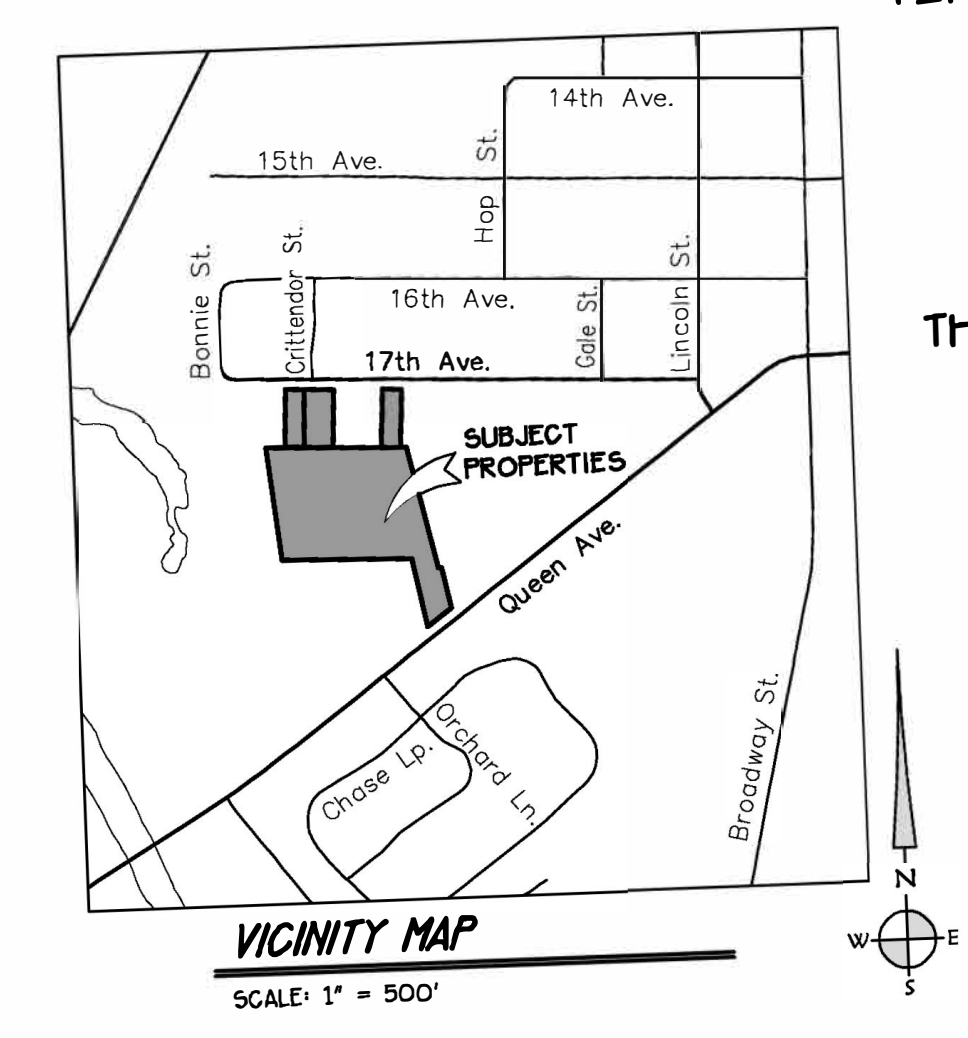 14th Ave.
15th Ave.
Hop St.
Bonnie St.
Crittendor St.
16th Ave.
Gale St.
Lincoln St.
17th Ave.
TH
SUBJECT
PROPERTIES
Queen Ave.
Orchard Ln.
Chase Lp.
Broadway St.
N
W E
S
VICINITY MAP
SCALE: 1" = 500'